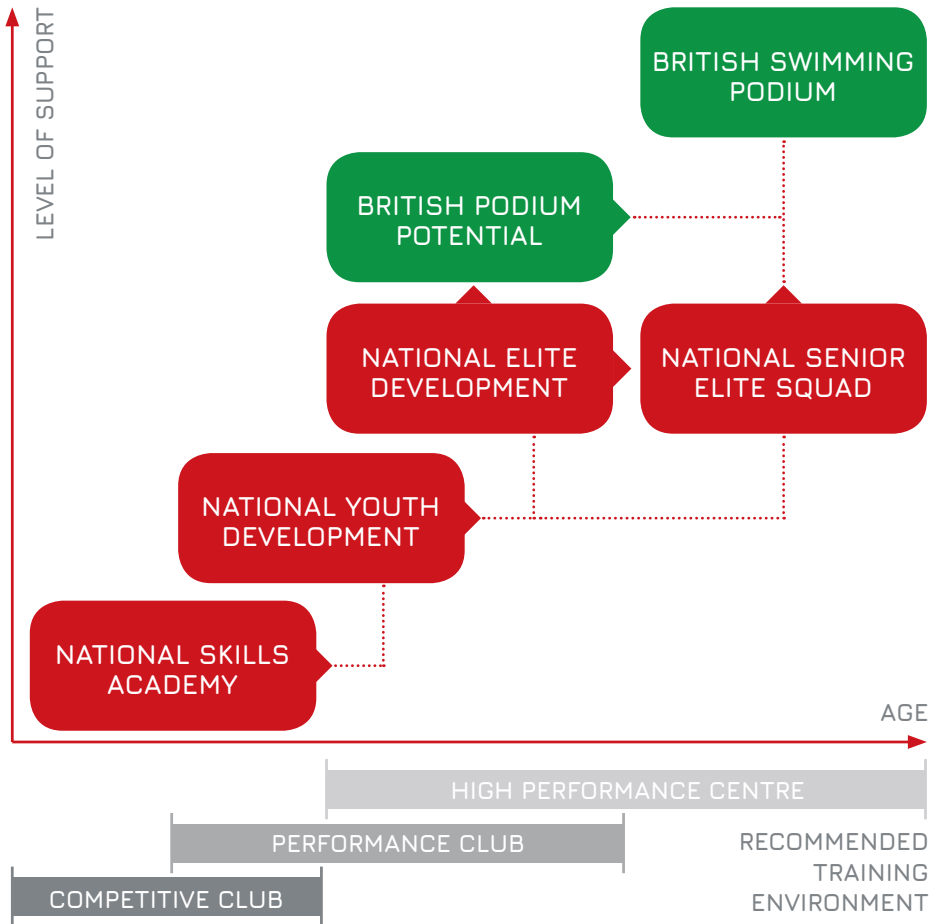 LEVEL OF SUPPORT
BRITISH SWIMMING
PODIUM
BRITISH PODIUM
POTENTIAL
NATIONAL ELITE
DEVELOPMENT
NATIONAL SENIOR
ELITE SQUAD
NATIONAL YOUTH
DEVELOPMENT
NATIONAL SKILLS
ACADEMY
AGE
HIGH PERFORMANCE CENTRE
PERFORMANCE CLUB
COMPETITIVE CLUB
RECOMMENDED
TRAINING
ENVIRONMENT